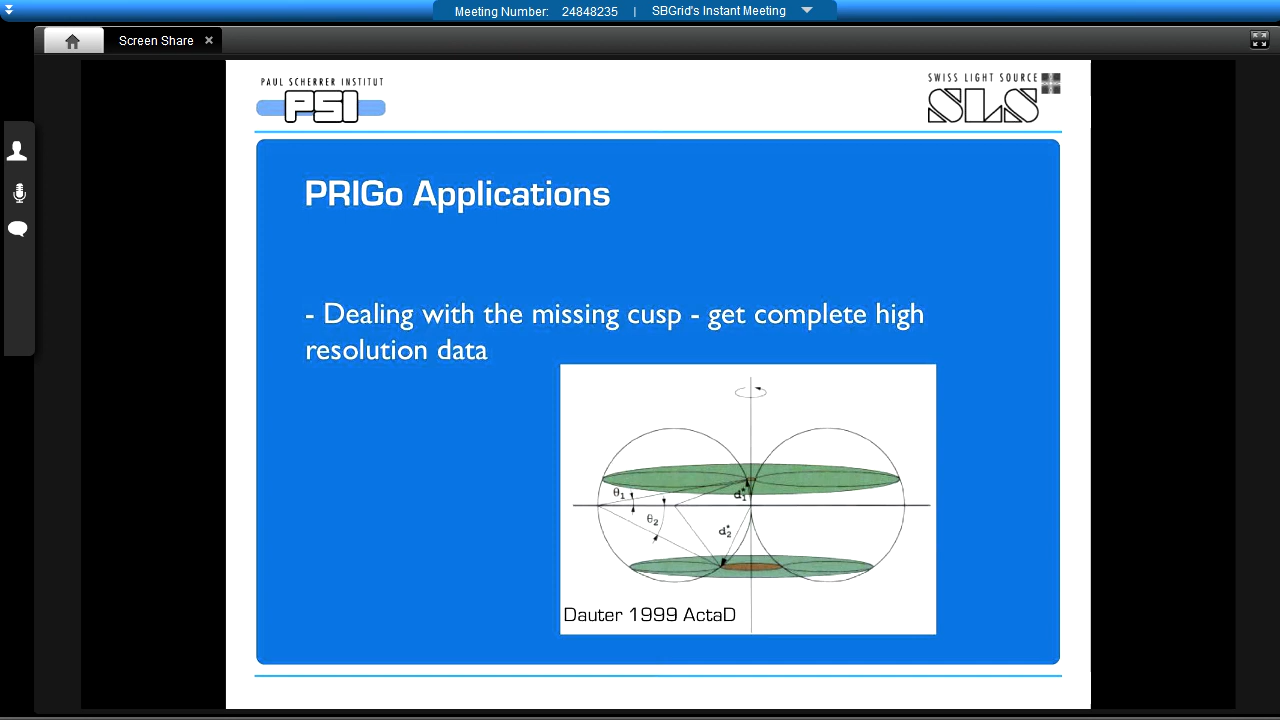 Meeting Number: 24848235 | SBGrid's Instant Meeting
Screen Share
PAUL SCHERRER INSTITUT
PSI
SWISS LIGHT SOURCE
SLS
PRIGo Applications
- Dealing with the missing cusp - get complete high
resolution data
θ1
d*1
θ2
d*2
Dauter 1999 ActaD